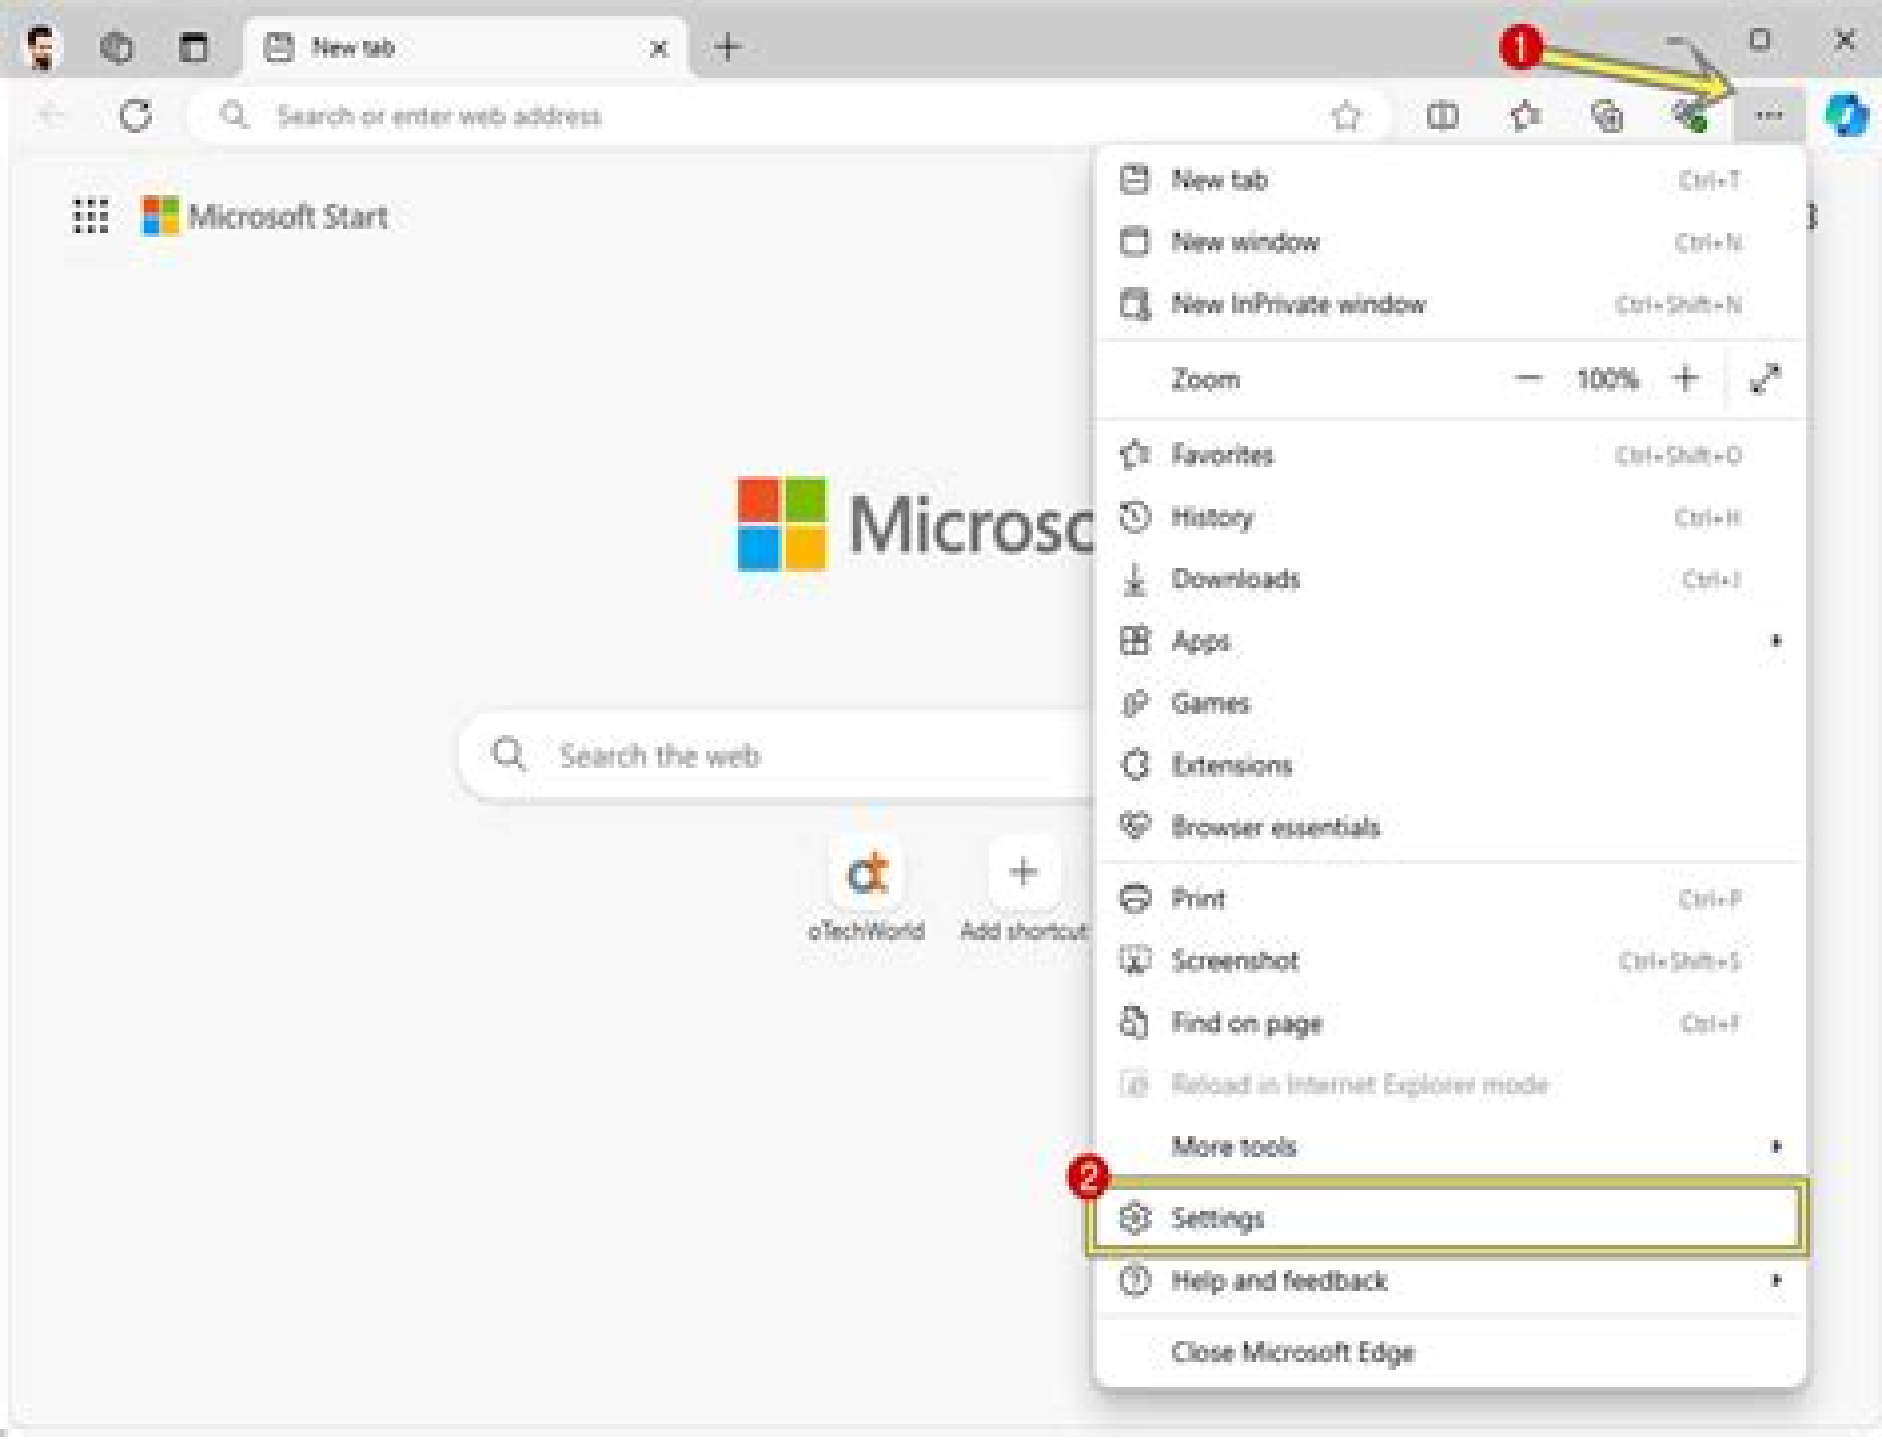 New tab
1
Search or enter web address
Microsoft Start
New tab Ctrl+T
New window Ctrl+N
New InPrivate window Ctrl+Shift+N
Zoom 100%
Favorites Ctrl+Shift+O
History Ctrl+H
Downloads Ctrl+J
Apps
Games
Extensions
Browser essentials
Print Ctrl+P
Screenshot Ctrl+Shift+S
Find on page Ctrl+F
Reload in Internet Explorer mode
More tools
2
Settings
Help and feedback
Close Microsoft Edge
Microsc
Search the web
oTechWorld
Add shortcut